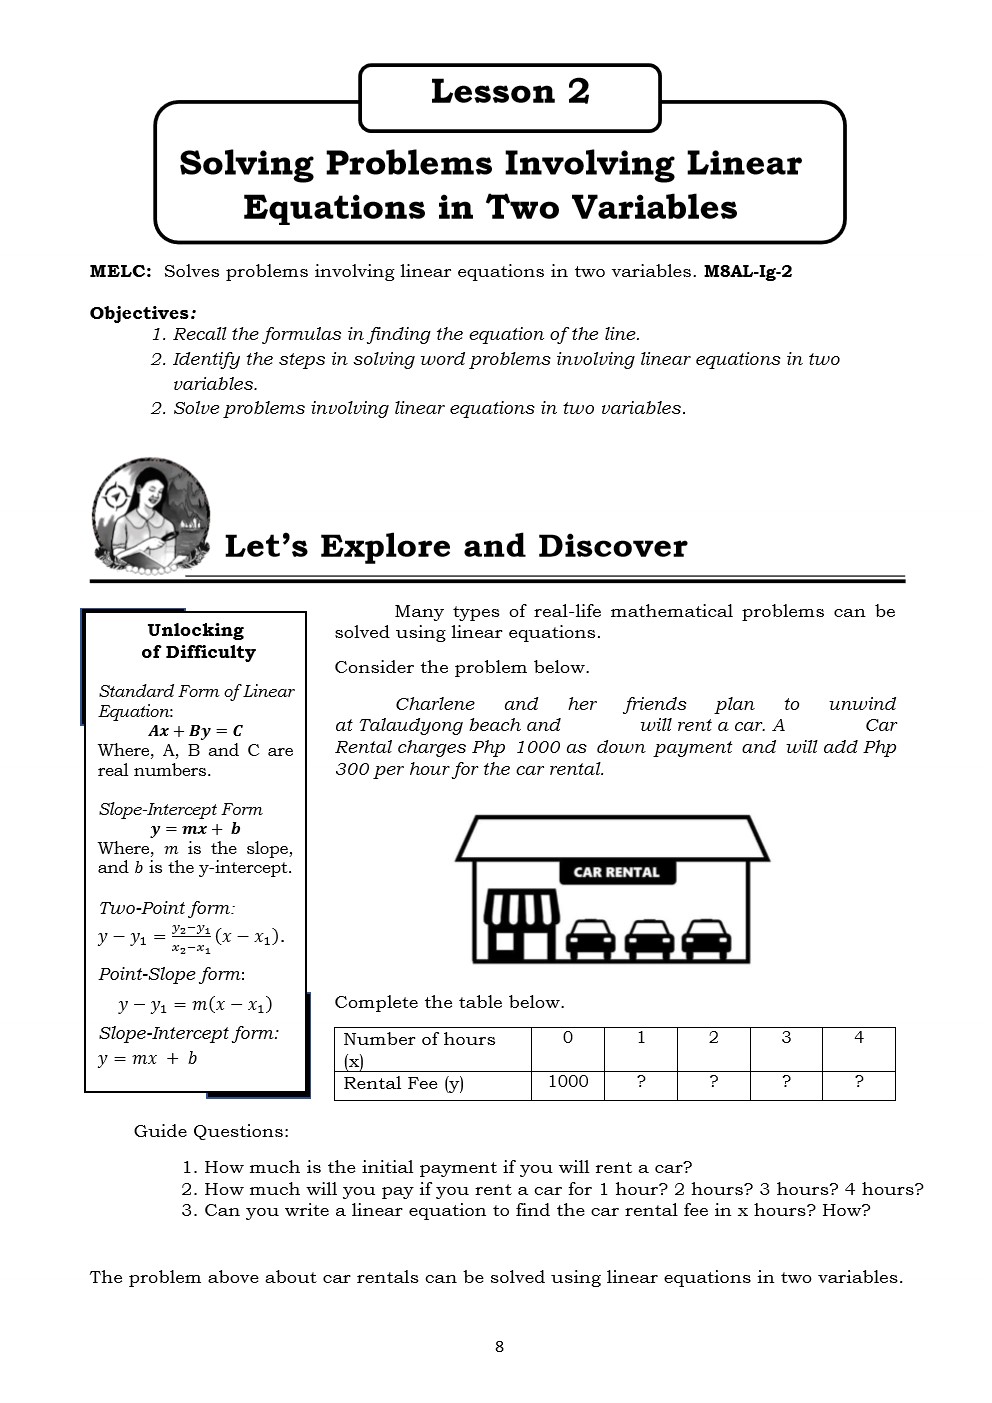 Lesson 2
Solving Problems Involving Linear
Equations in Two Variables
MELC: Solves problems involving linear equations in two variables. M8AL-Ig-2
Objectives:
1. Recall the formulas in finding the equation of the line.
2. Identify the steps in solving word problems involving linear equations in two
variables.
2. Solve problems involving linear equations in two variables.
Let's Explore and Discover
Unlocking
of Difficulty
Standard Form of Linear
Equation:
Ax + By = C
Where, A, B and C are
real numbers.
Slope-Intercept Form
y = mx + b
Where, m is the slope,
and b is the y-intercept.
Two-Point form:
y − y₁ = (y₂−y₁)/(x₂−x₁) (x − x₁).
Point-Slope form:
y − y₁ = m(x − x₁)
Slope-Intercept form:
y = mx + b
Many types of real-life mathematical problems can be
solved using linear equations.
Consider the problem below.
Charlene and her friends plan to unwind
at Talaudyong beach and will rent a car. A Car
Rental charges Php 1000 as down payment and will add Php
300 per hour for the car rental.
CAR RENTAL
Complete the table below.
Number of hours 0 1 2 3 4
(x)
Rental Fee (y) 1000 ? ? ? ?
Guide Questions:
1. How much is the initial payment if you will rent a car?
2. How much will you pay if you rent a car for 1 hour? 2 hours? 3 hours? 4 hours?
3. Can you write a linear equation to find the car rental fee in x hours? How?
The problem above about car rentals can be solved using linear equations in two variables.
8